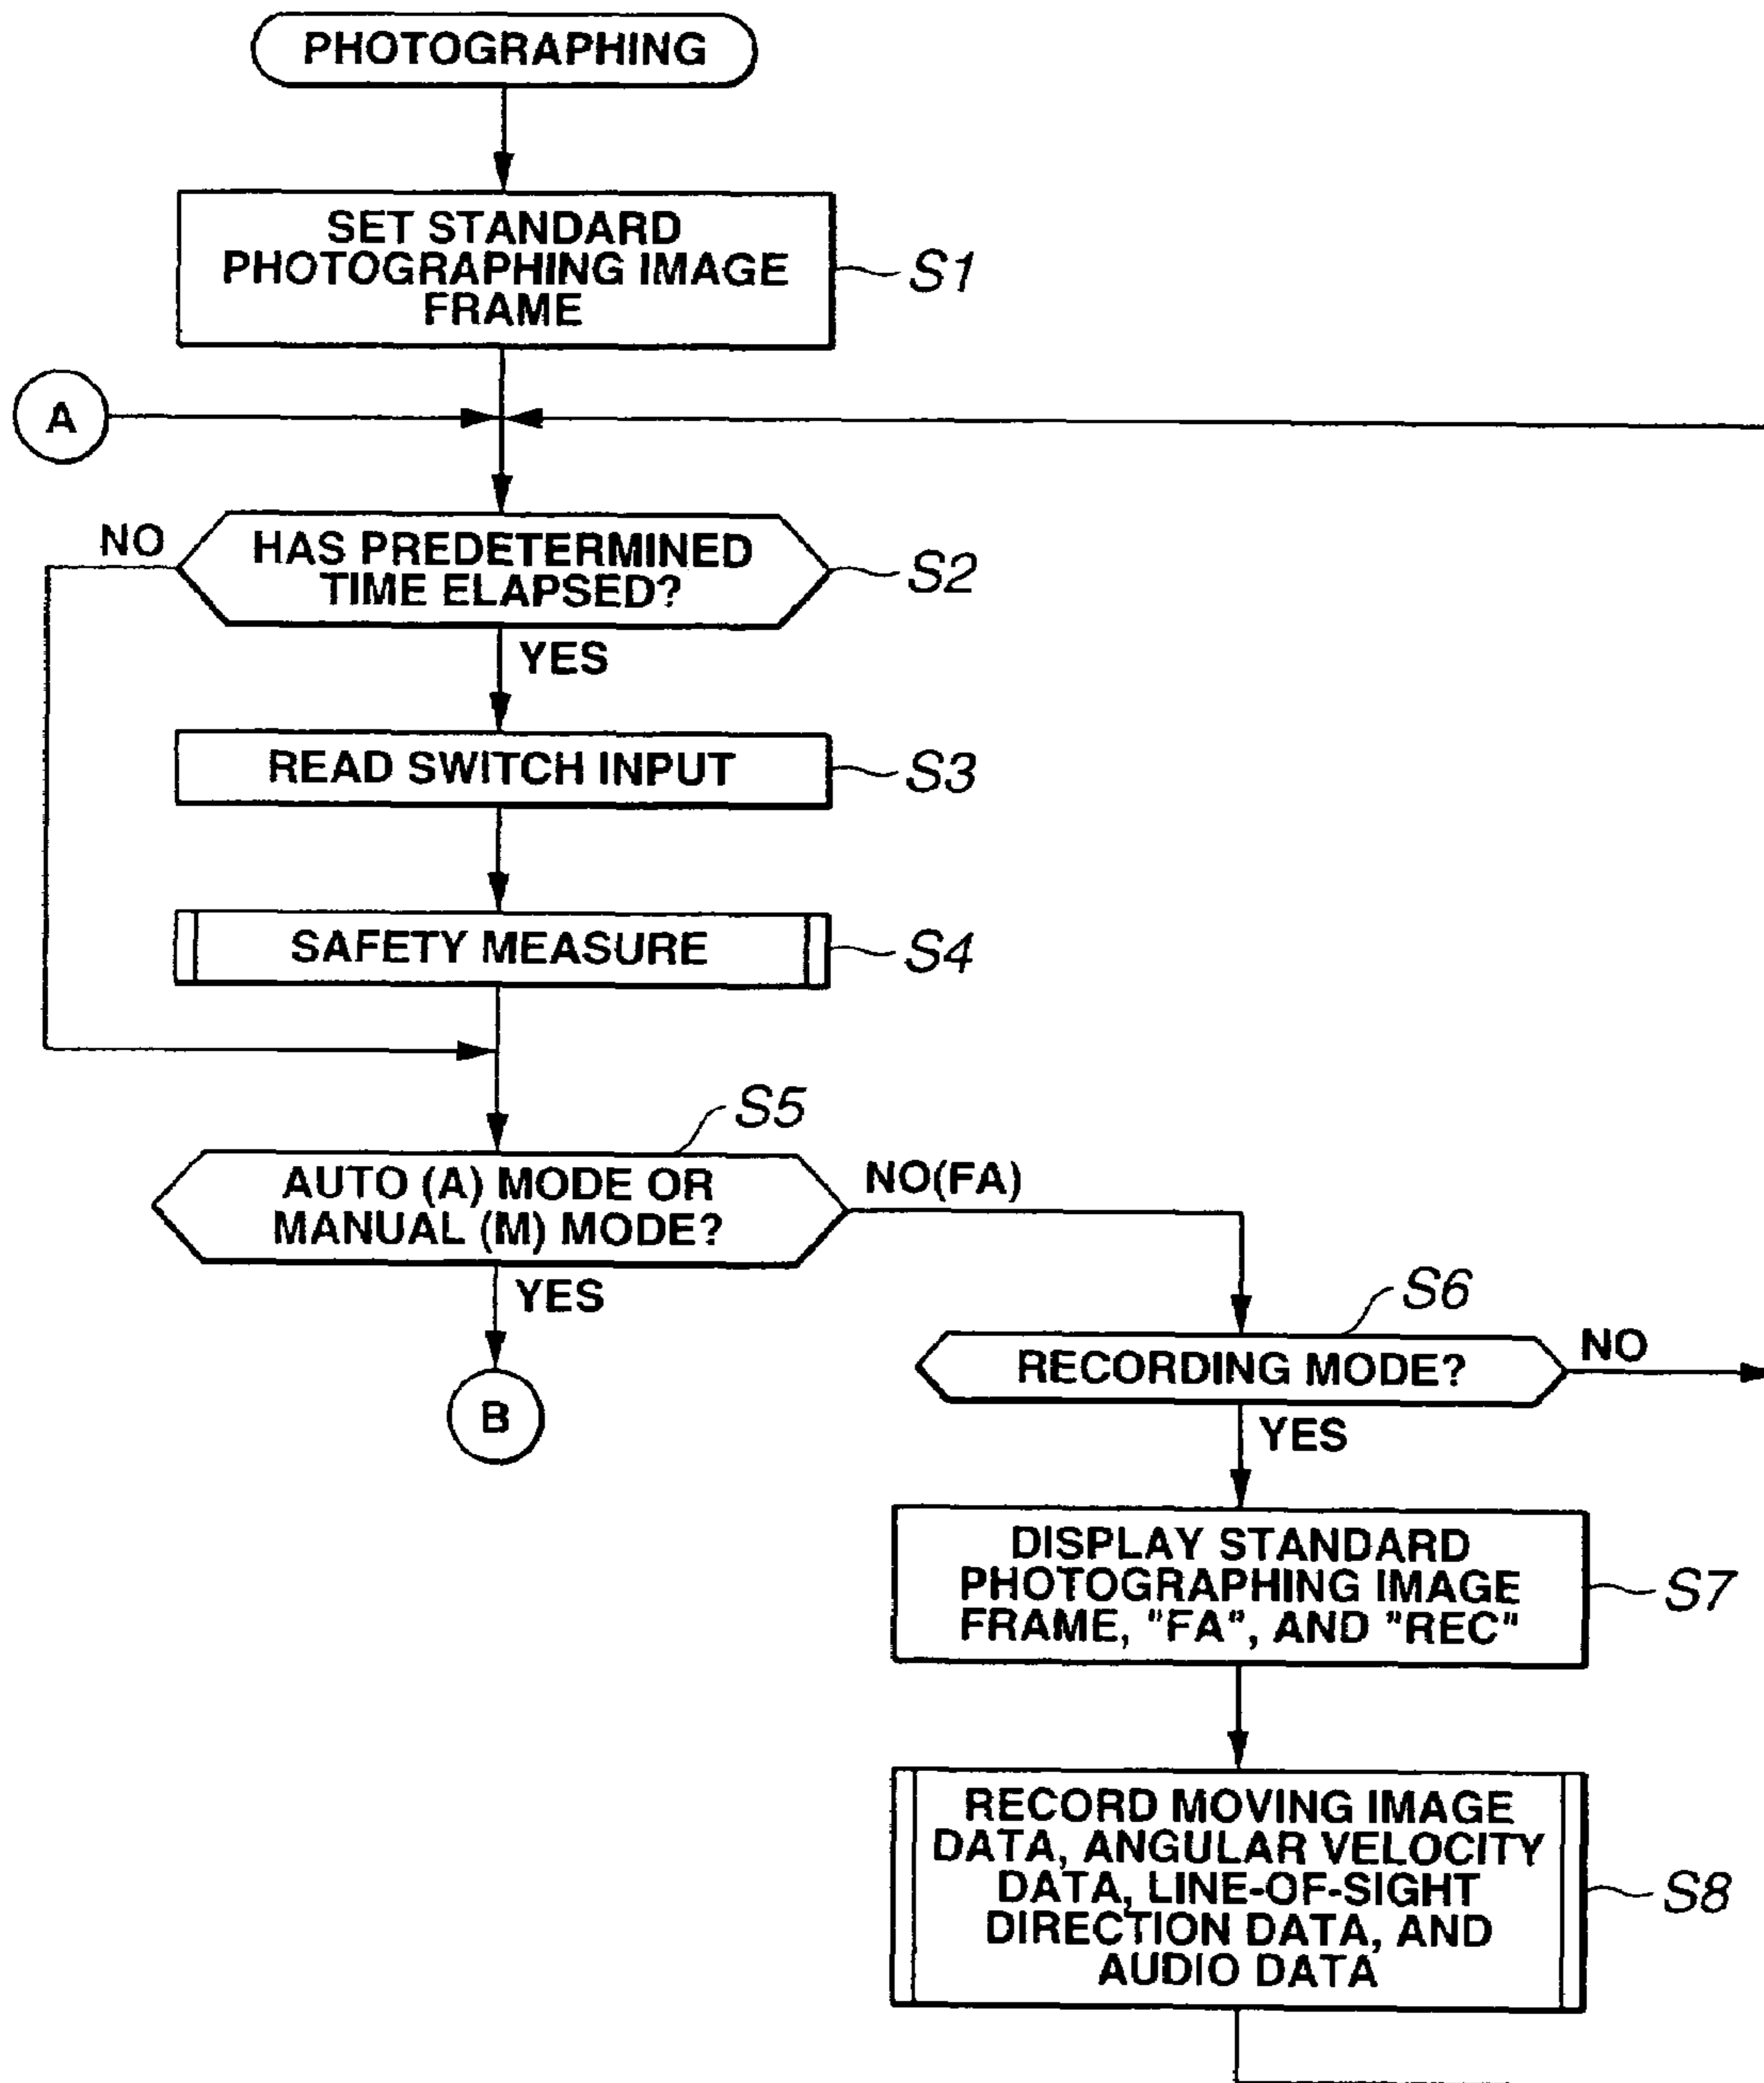 PHOTOGRAPHING
SET STANDARD
PHOTOGRAPHING IMAGE
FRAME
S1
A
NO
HAS PREDETERMINED
TIME ELAPSED?
S2
YES
READ SWITCH INPUT
S3
SAFETY MEASURE
S4
S5
AUTO (A) MODE OR
MANUAL (M) MODE?
NO(FA)
YES
B
S6
RECORDING MODE?
NO
YES
DISPLAY STANDARD
PHOTOGRAPHING IMAGE
FRAME, "FA", AND "REC"
S7
RECORD MOVING IMAGE
DATA, ANGULAR VELOCITY
DATA, LINE-OF-SIGHT
DIRECTION DATA, AND
AUDIO DATA
S8